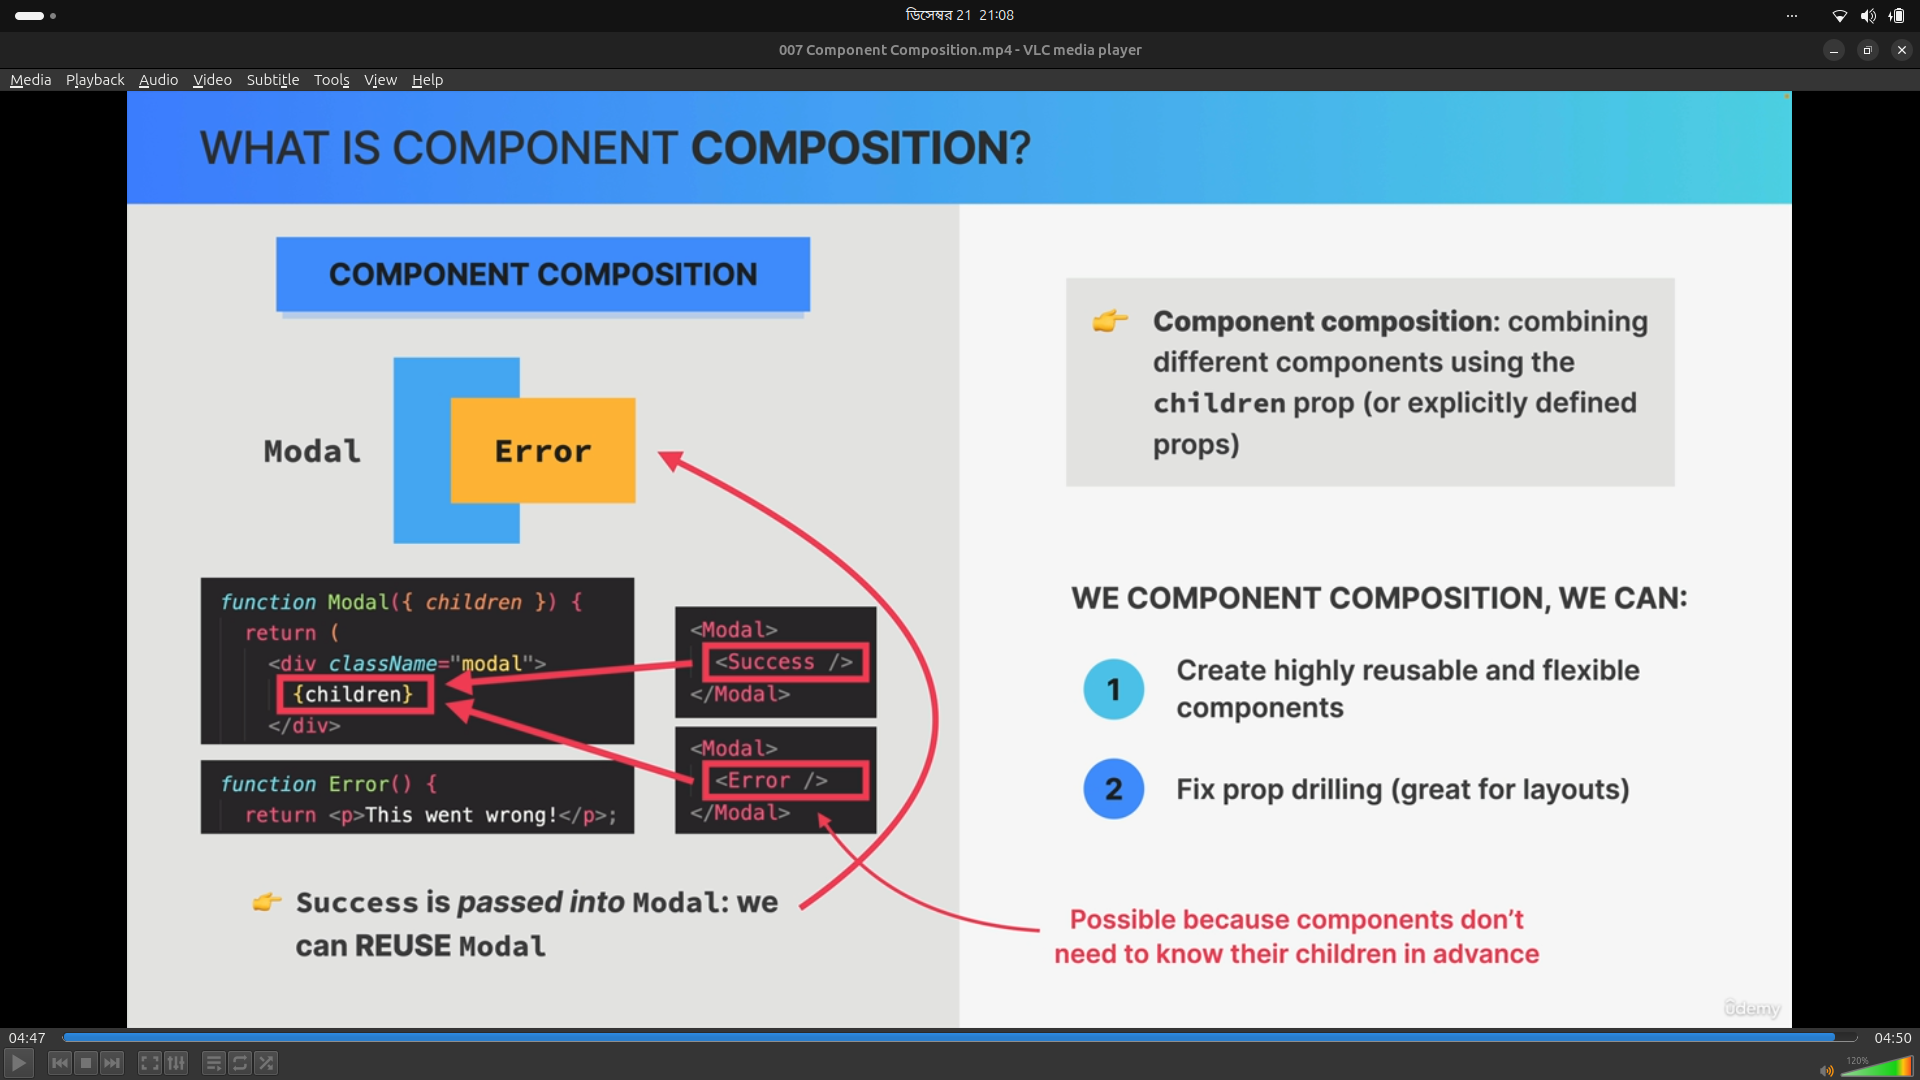 ডিসেম্বর 21 21:08
007 Component Composition.mp4 - VLC media player
Media Playback Audio Video Subtitle Tools View Help
WHAT IS COMPONENT COMPOSITION?
COMPONENT COMPOSITION
Modal
Error
function Modal({ children }) {
return (
<div className="modal">
{children}
</div>
function Error() {
return <p>This went wrong!</p>;
<Modal>
<Success />
</Modal>
<Modal>
<Error />
</Modal>
👉 Success is passed into Modal: we
can REUSE Modal
👉 Component composition: combining
different components using the
children prop (or explicitly defined
props)
WE COMPONENT COMPOSITION, WE CAN:
1 Create highly reusable and flexible
components
2 Fix prop drilling (great for layouts)
Possible because components don't
need to know their children in advance
ûdemy
04:47
04:50
120%